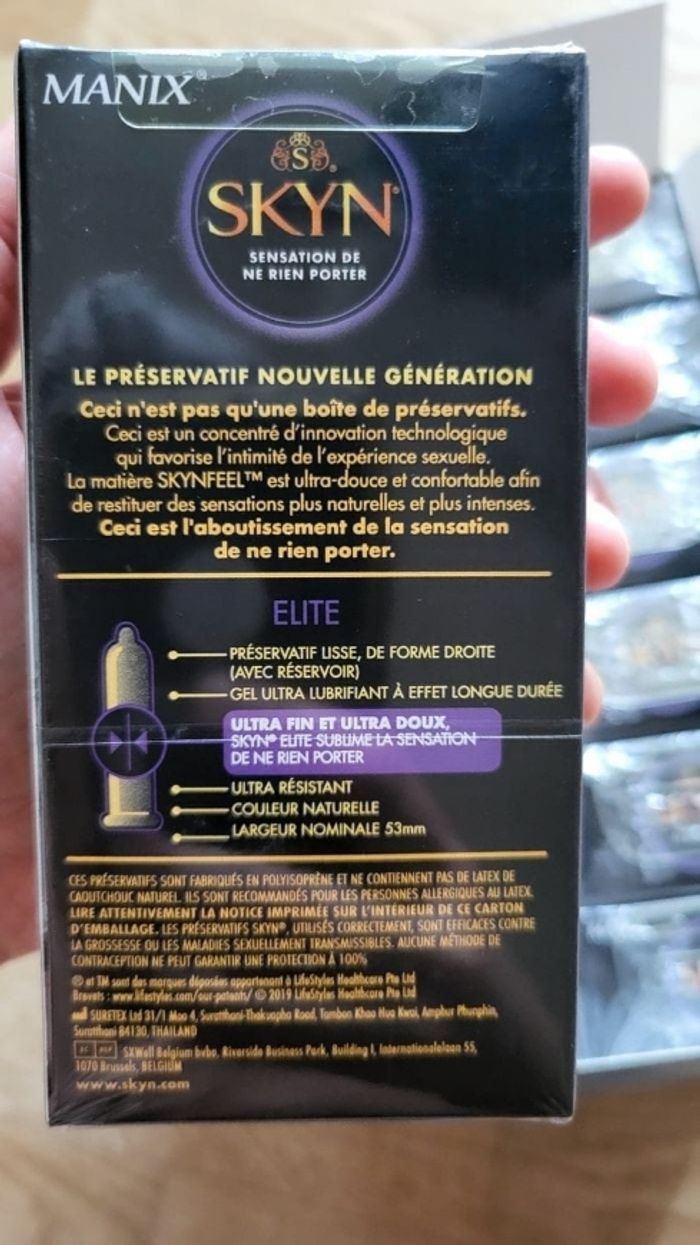 MANIX®
S
SKYN®
SENSATION DE
NE RIEN PORTER
LE PRÉSERVATIF NOUVELLE GÉNÉRATION
Ceci n'est pas qu'une boîte de préservatifs.
Ceci est un concentré d'innovation technologique
qui favorise l'intimité de l'expérience sexuelle.
La matière SKYNFEEL™ est ultra-douce et confortable afin
de restituer des sensations plus naturelles et plus intenses.
Ceci est l'aboutissement de la sensation
de ne rien porter.
ELITE
PRÉSERVATIF LISSE, DE FORME DROITE
(AVEC RÉSERVOIR)
GEL ULTRA LUBRIFIANT À EFFET LONGUE DURÉE
ULTRA FIN ET ULTRA DOUX,
SKYN® ELITE SUBLIME LA SENSATION
DE NE RIEN PORTER
ULTRA RÉSISTANT
COULEUR NATURELLE
LARGEUR NOMINALE 53mm
CES PRÉSERVATIFS SONT FABRIQUÉS EN POLYISOPRÈNE ET NE CONTIENNENT PAS DE LATEX DE
CAOUTCHOUC NATUREL. ILS SONT RECOMMANDÉS POUR LES PERSONNES ALLERGIQUES AU LATEX.
LIRE ATTENTIVEMENT LA NOTICE IMPRIMÉE SUR L'INTÉRIEUR DE CE CARTON
D'EMBALLAGE. LES PRÉSERVATIFS SKYN®, UTILISÉS CORRECTEMENT, SONT EFFICACES CONTRE
LA GROSSESSE OU LES MALADIES SEXUELLEMENT TRANSMISSIBLES. AUCUNE MÉTHODE DE
CONTRACEPTION NE PEUT GARANTIR UNE PROTECTION À 100%
® et TM sont des marques déposées appartenant à LifeStyles Healthcare Pte Ltd
Brevets : www.lifestyles.com/our-patents/ © 2019 LifeStyles Healthcare Pte Ltd
SURETEX Ltd 31/1 Moo 4, Suratthani-Thakuapha Road, Tambon Khao Hua Kwai, Amphur Phunphin,
Suratthani 84130, THAILAND
EC REP SXWell Belgium bvba, Riverside Business Park, Building I, Internationalelaan 55,
1070 Brussels, BELGIUM
www.skyn.com